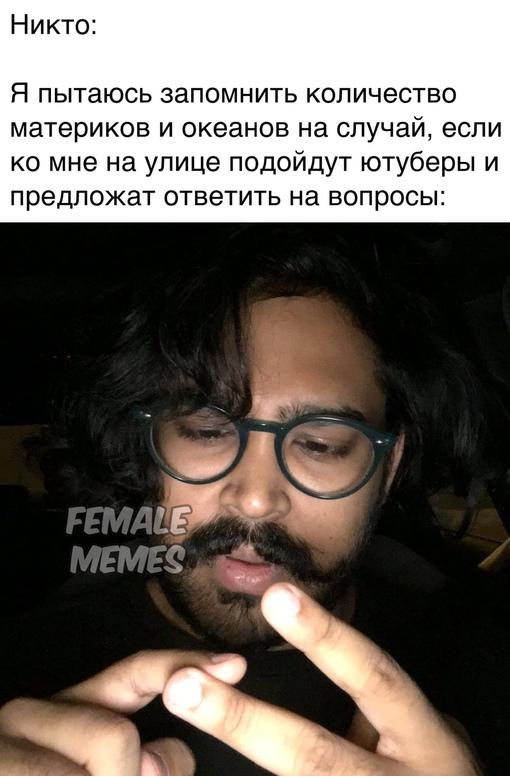 Никто:
Я пытаюсь запомнить количество
материков и океанов на случай, если
ко мне на улице подойдут ютуберы и
предложат ответить на вопросы:
FEMALE
MEMES